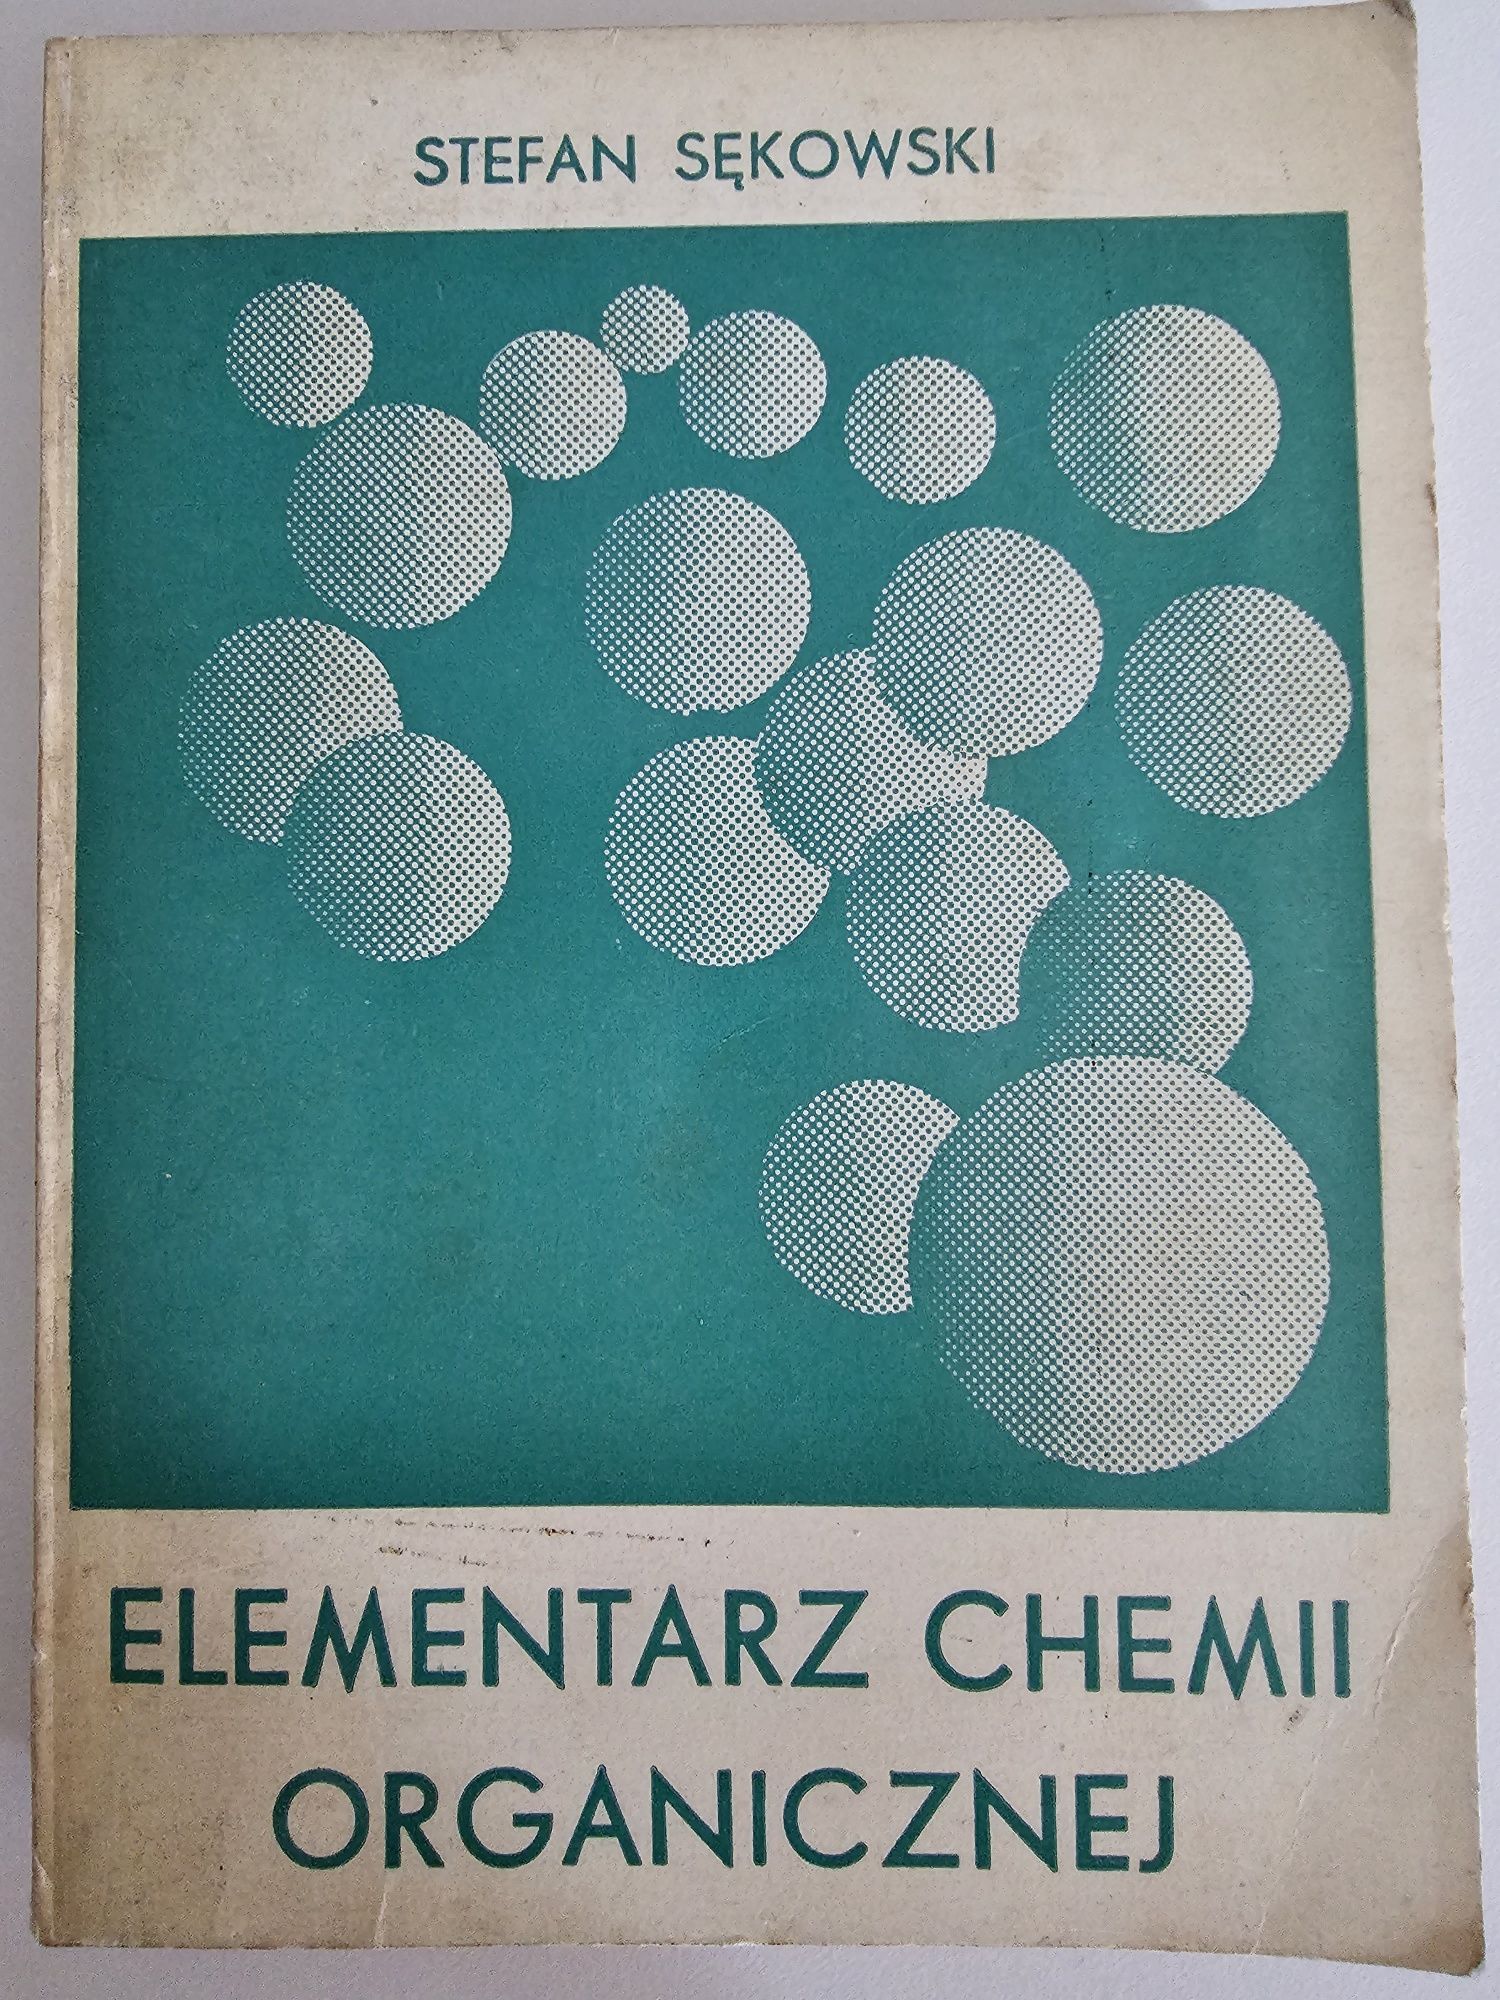 STEFAN SĘKOWSKI
ELEMENTARZ CHEMII
ORGANICZNEJ